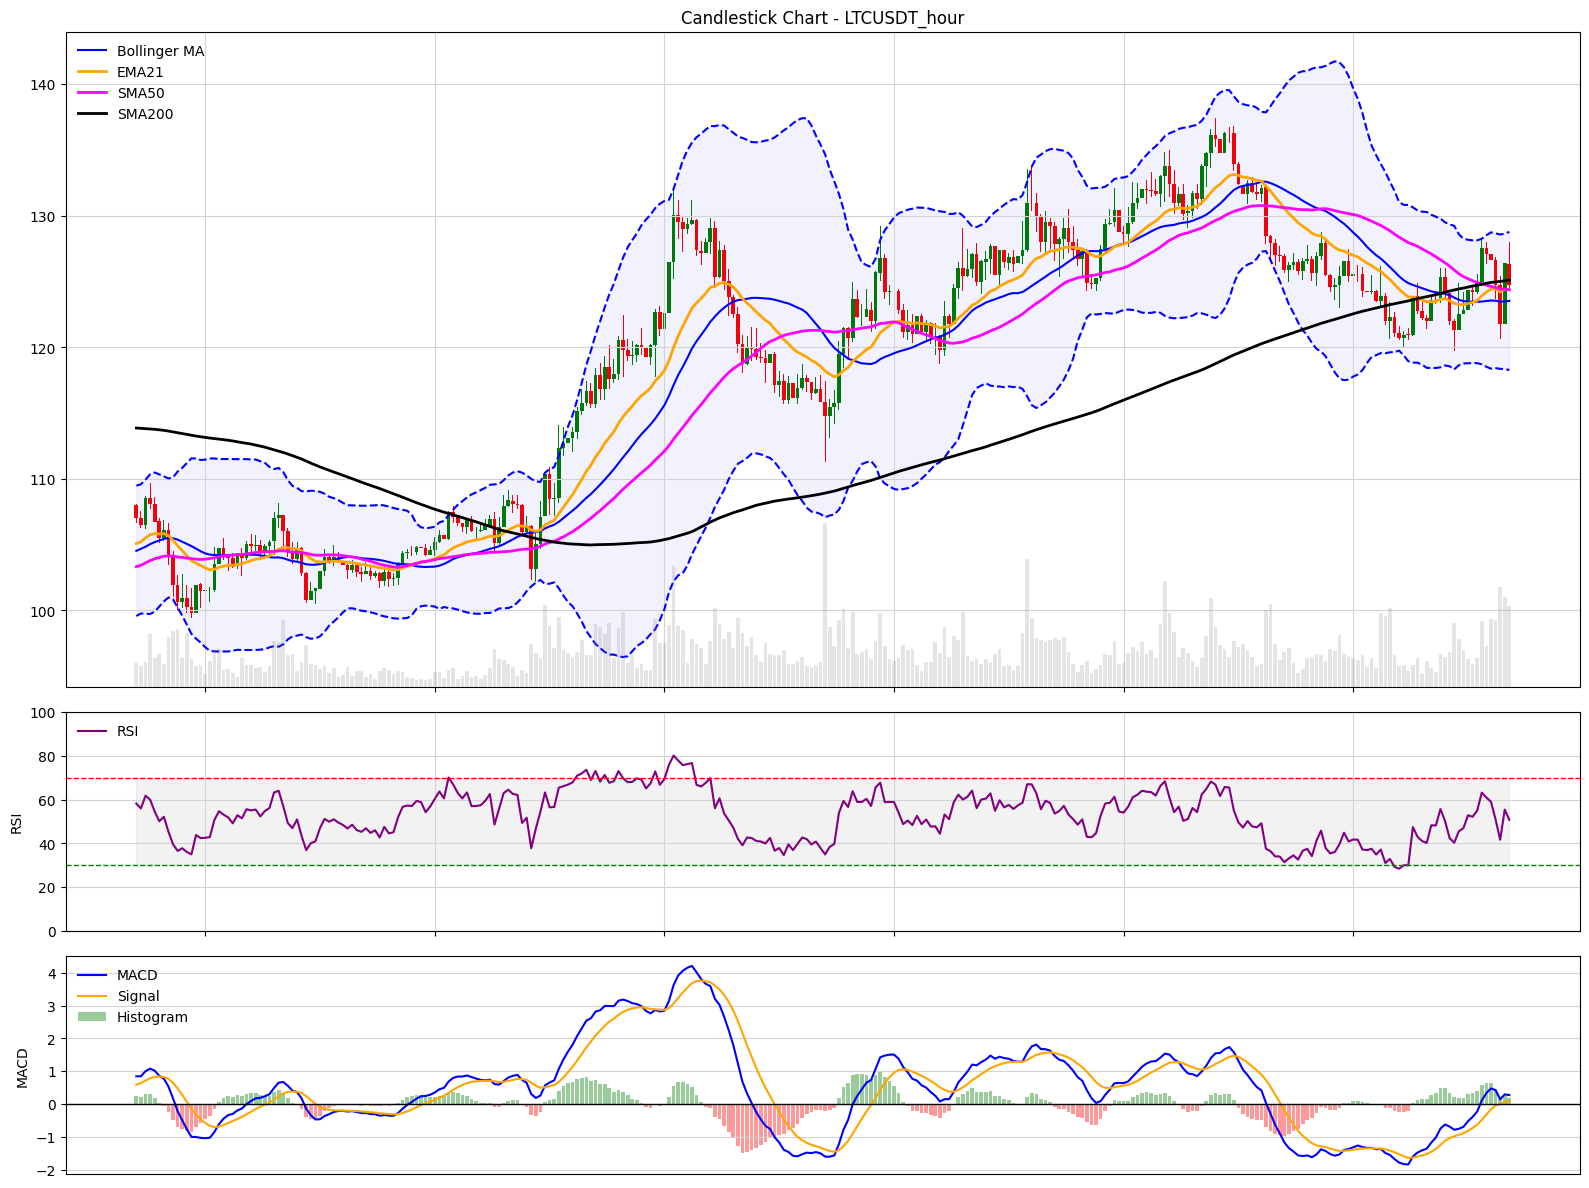 Candlestick Chart - LTCUSDT_hour
Bollinger MA
EMA21
SMA50
SMA200
140
130
120
110
100
RSI
100
80
60
40
20
0
RSI
MACD
Signal
Histogram
4
3
2
1
0
−1
−2
MACD